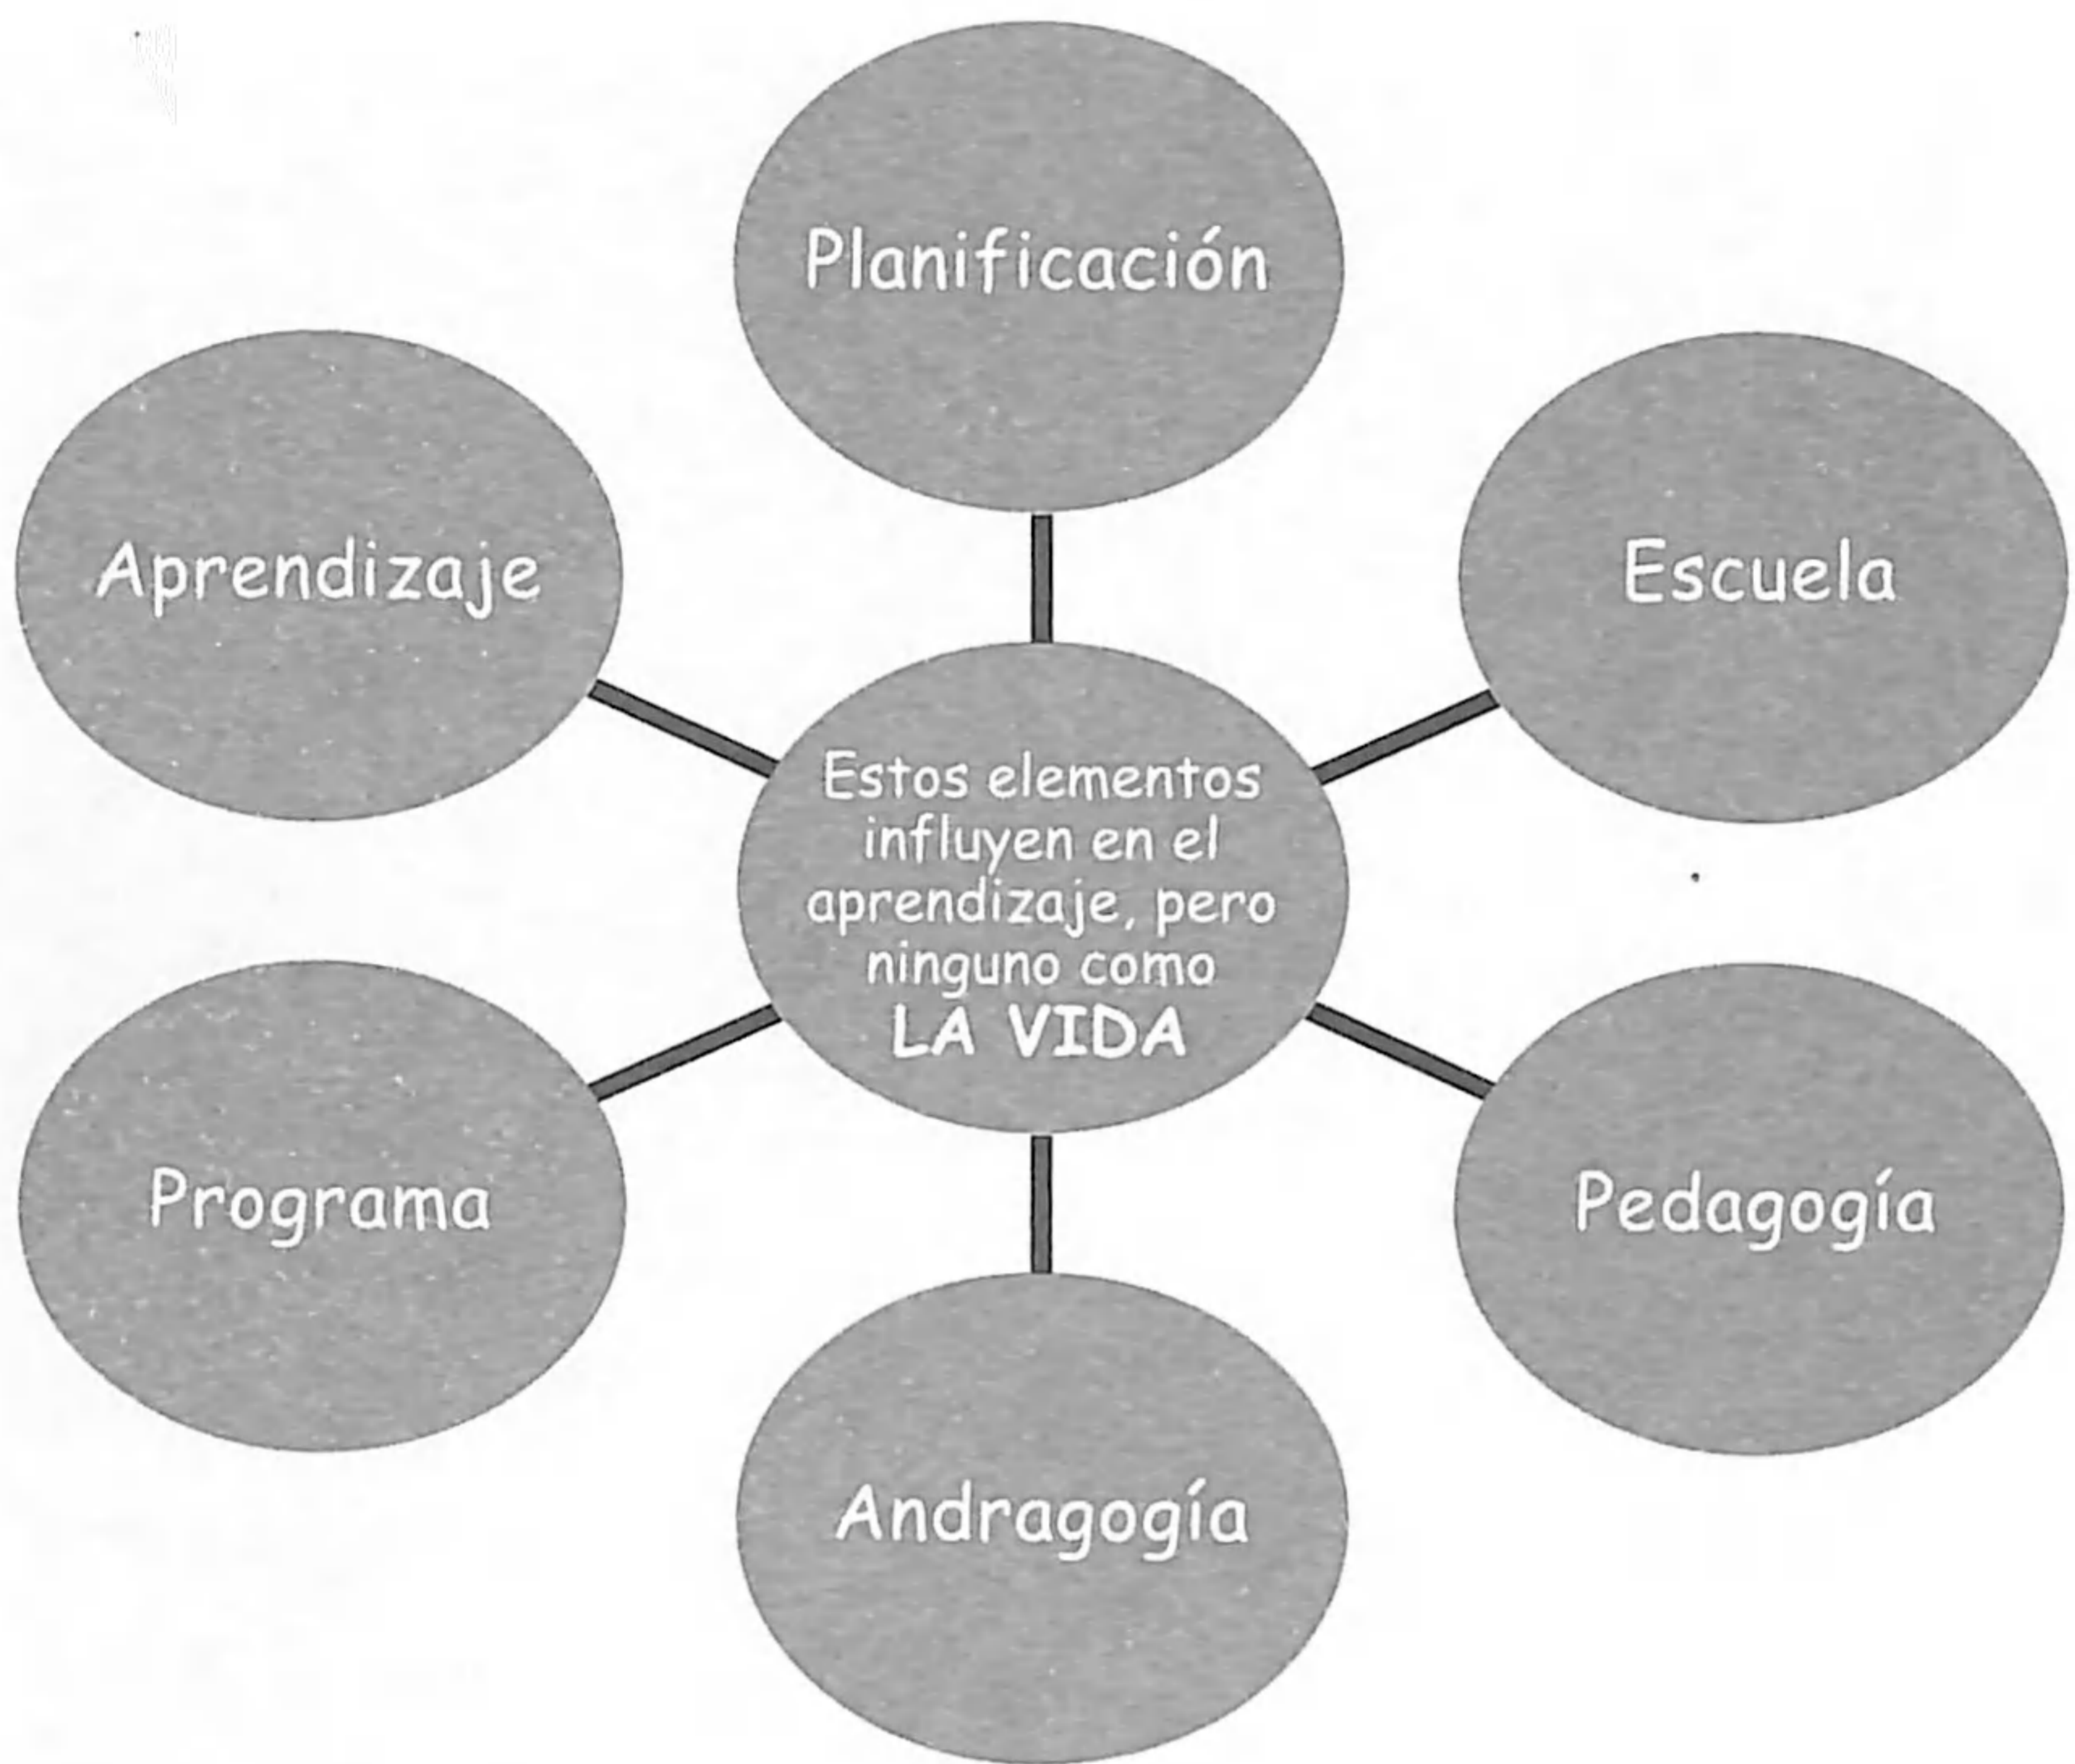 Planificación
Aprendizaje
Escuela
Estos elementos
influyen en el
aprendizaje, pero
ninguno como
LA VIDA
Programa
Pedagogía
Andragogía